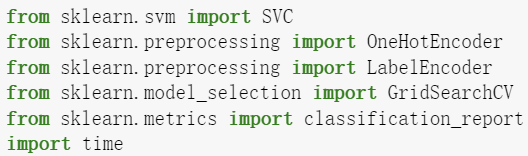 from sklearn.svm import SVC
from sklearn.preprocessing import OneHotEncoder
from sklearn.preprocessing import LabelEncoder
from sklearn.model_selection import GridSearchCV
from sklearn.metrics import classification_report
import time